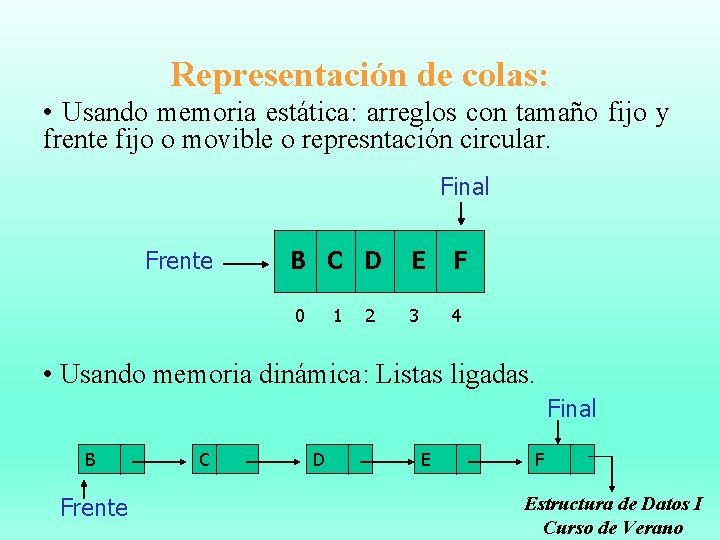 Representación de colas:
• Usando memoria estática: arreglos con tamaño fijo y
frente fijo o movible o represntación circular.
Final
Frente B C D E F
0 1 2 3 4
• Usando memoria dinámica: Listas ligadas.
Final
B C D E F
Frente
Estructura de Datos I
Curso de Verano